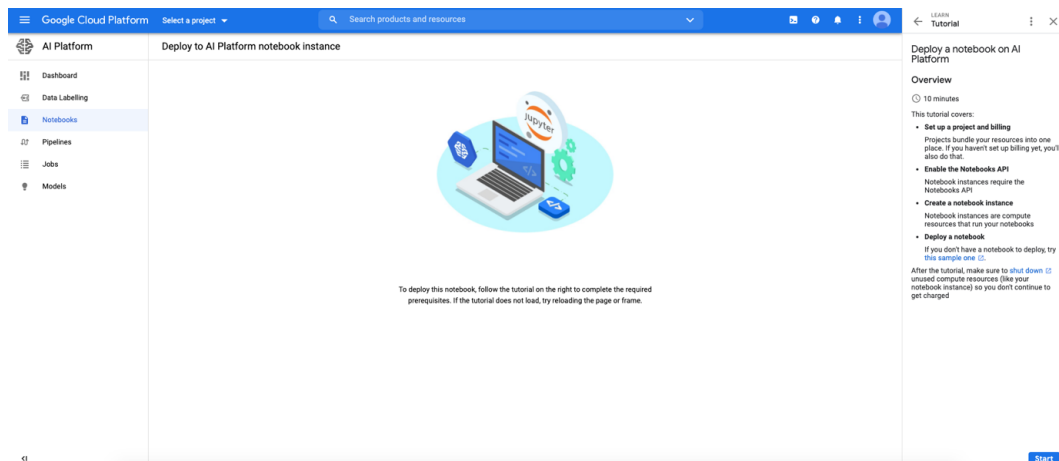 Google Cloud Platform
Select a project
Search products and resources
LEARN
Tutorial
AI Platform
Dashboard
Data Labelling
Notebooks
Pipelines
Jobs
Models
Deploy to AI Platform notebook instance
Jupyter
</>
</>
To deploy this notebook, follow the tutorial on the right to complete the required
prerequisites. If the tutorial does not load, try reloading the page or frame.
Deploy a notebook on AI
Platform
Overview
10 minutes
This tutorial covers:
• Set up a project and billing
Projects bundle your resources into one
place. If you haven't set up billing yet, you'll
also do that.
• Enable the Notebooks API
Notebook instances require the
Notebooks API
• Create a notebook instance
Notebook instances are compute
resources that run your notebooks
• Deploy a notebook
If you don't have a notebook to deploy, try
this sample one.
After the tutorial, make sure to shut down
unused compute resources (like your
notebook instance) so you don't continue to
get charged
Start